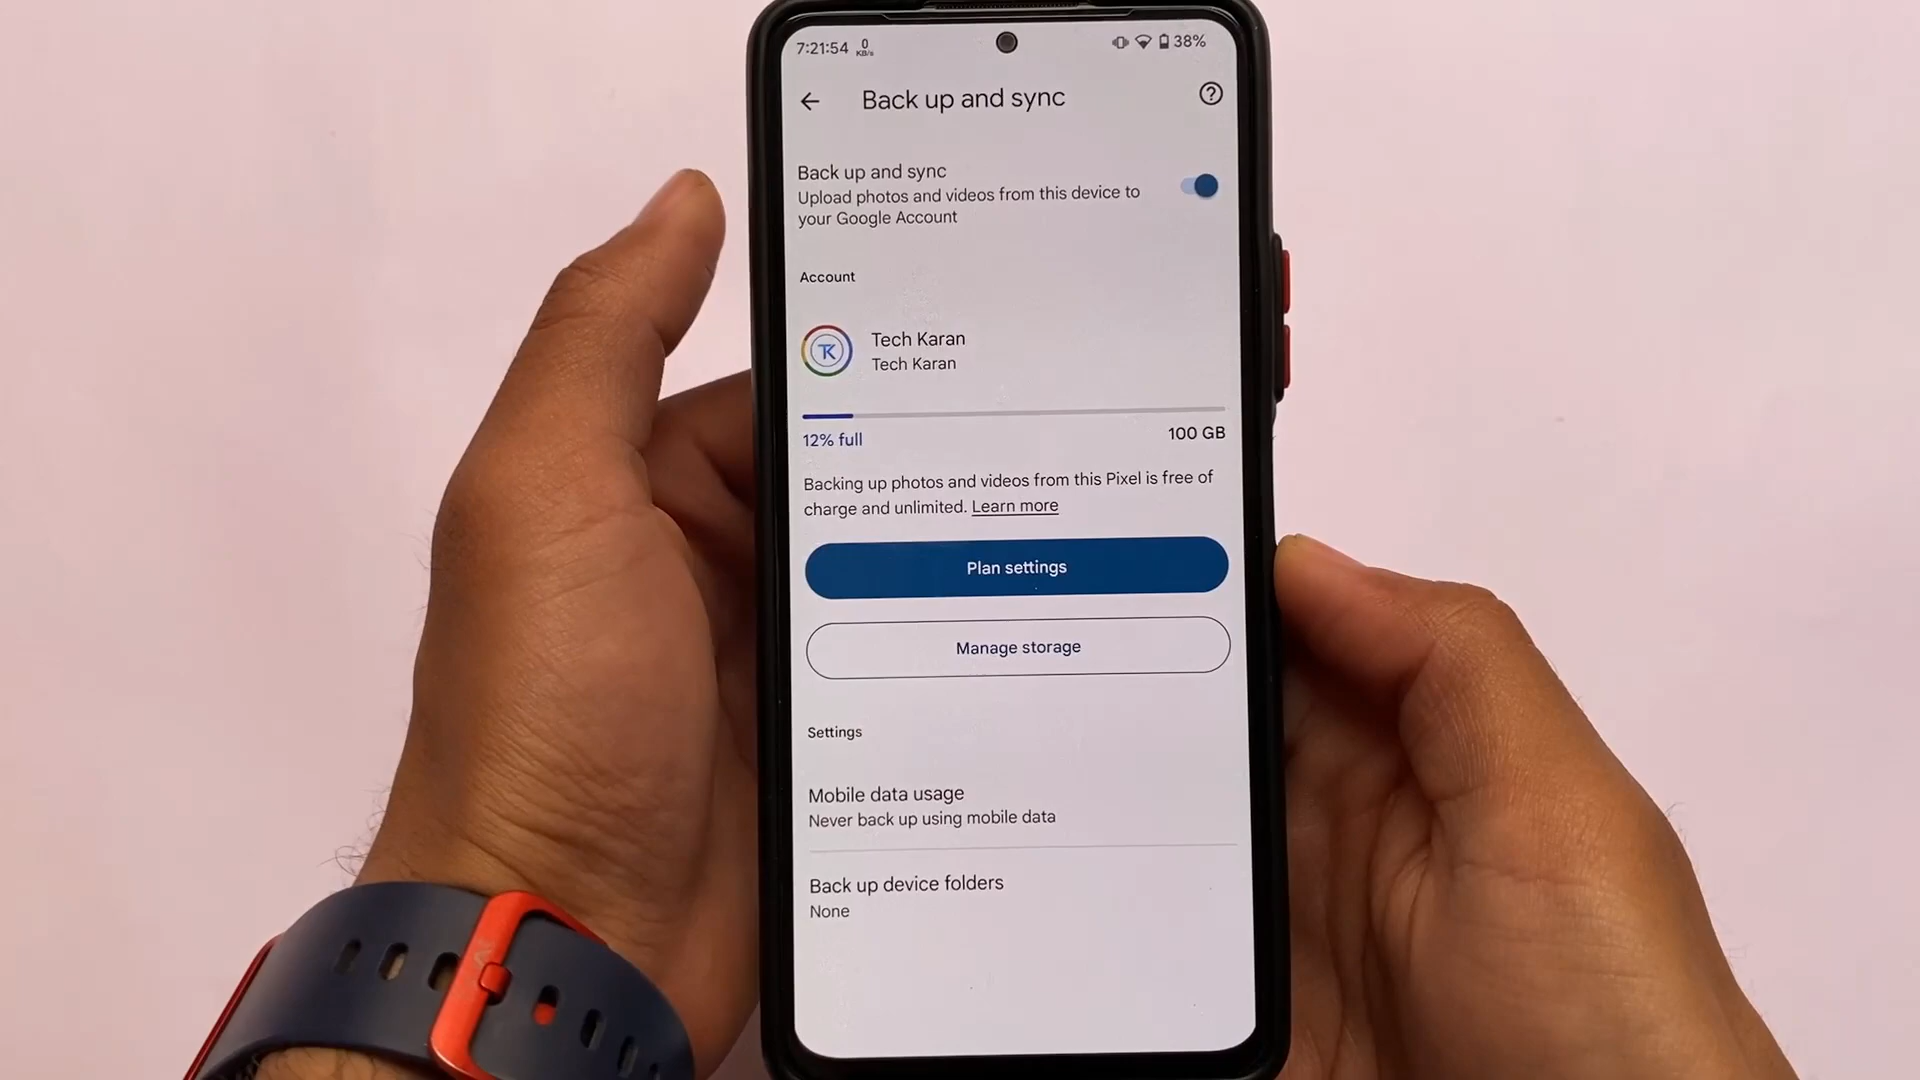 7:21:54 0 KB/s 38%
Back up and sync
Back up and sync
Upload photos and videos from this device to
your Google Account
Account
TK
Tech Karan
Tech Karan
12% full 100 GB
Backing up photos and videos from this Pixel is free of
charge and unlimited. Learn more
Plan settings
Manage storage
Settings
Mobile data usage
Never back up using mobile data
Back up device folders
None